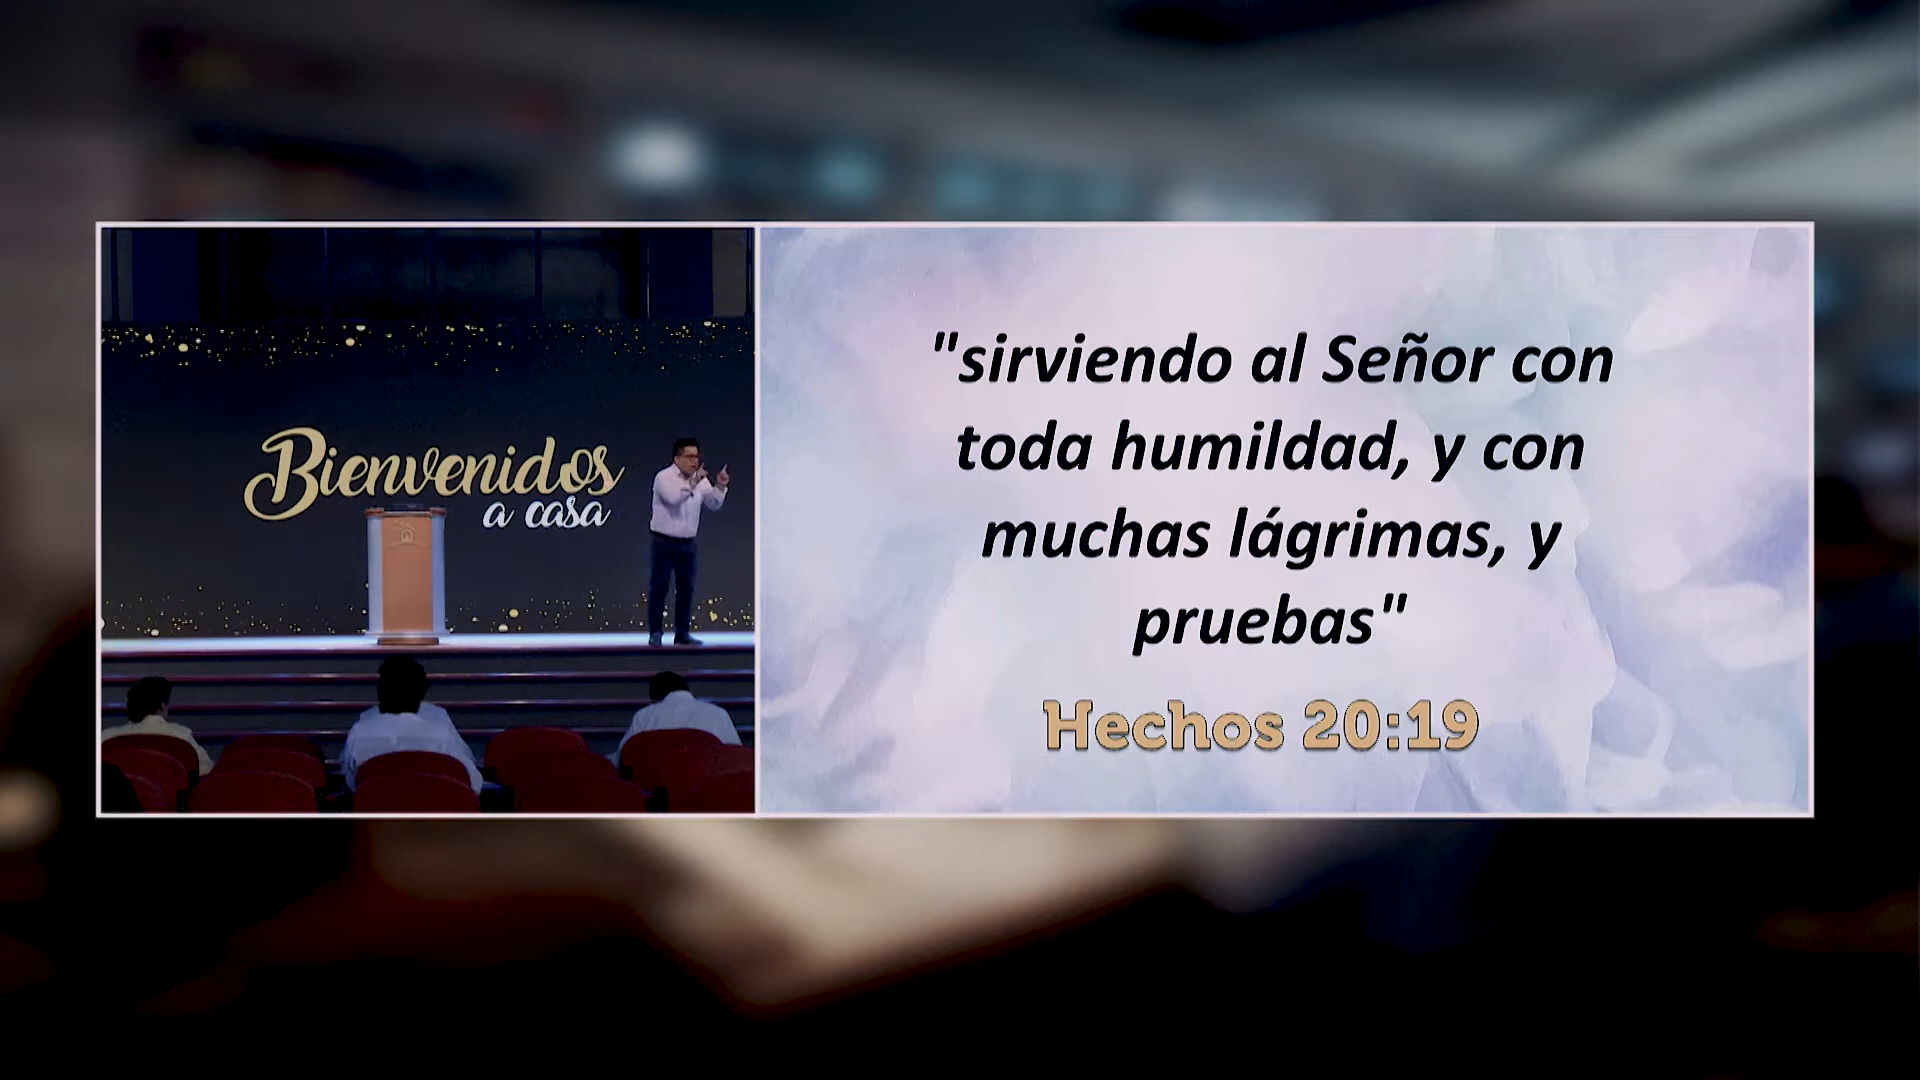 Bienvenidos
a casa
"sirviendo al Señor con
toda humildad, y con
muchas lágrimas, y
pruebas"
Hechos 20:19